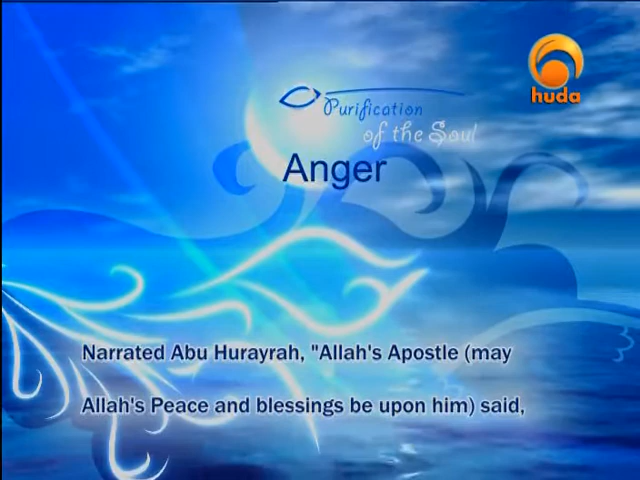 huda
Purification
of the Soul
Anger
Narrated Abu Hurayrah, "Allah's Apostle (may
Allah's Peace and blessings be upon him) said,